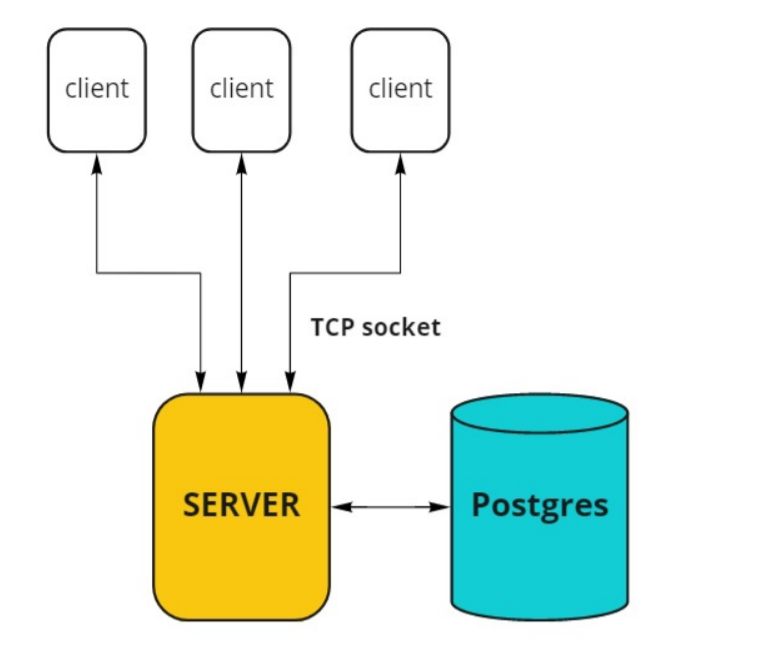 client
client
client
TCP socket
SERVER
Postgres